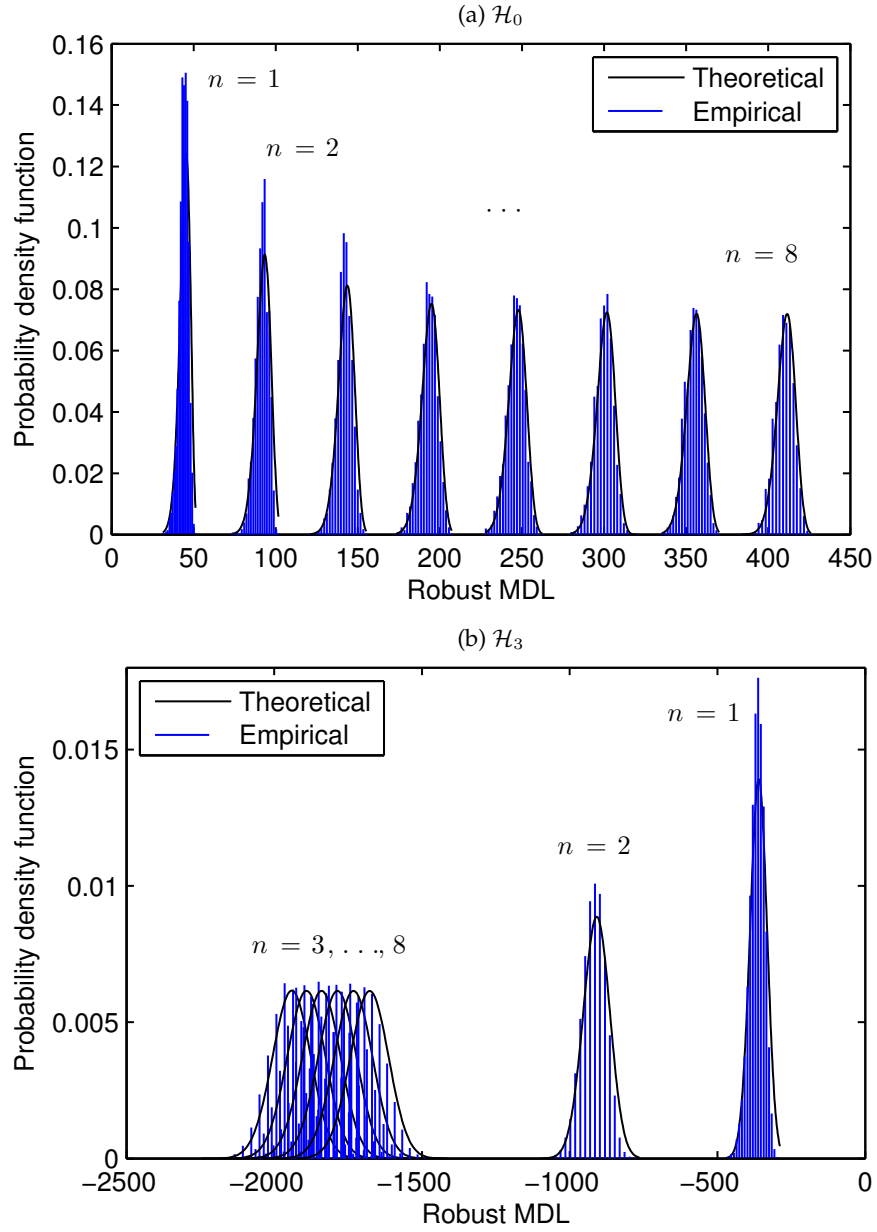 (a) H₀
0.16
0.14
0.12
0.1
0.08
0.06
0.04
0.02
0
Probability density function
n = 1
n = 2
. . .
n = 8
Theoretical
Empirical
0 50 100 150 200 250 300 350 400 450
Robust MDL
(b) H₃
0.015
0.01
0.005
0
Probability density function
Theoretical
Empirical
n = 1
n = 2
n = 3, . . ., 8
−2500 −2000 −1500 −1000 −500 0
Robust MDL